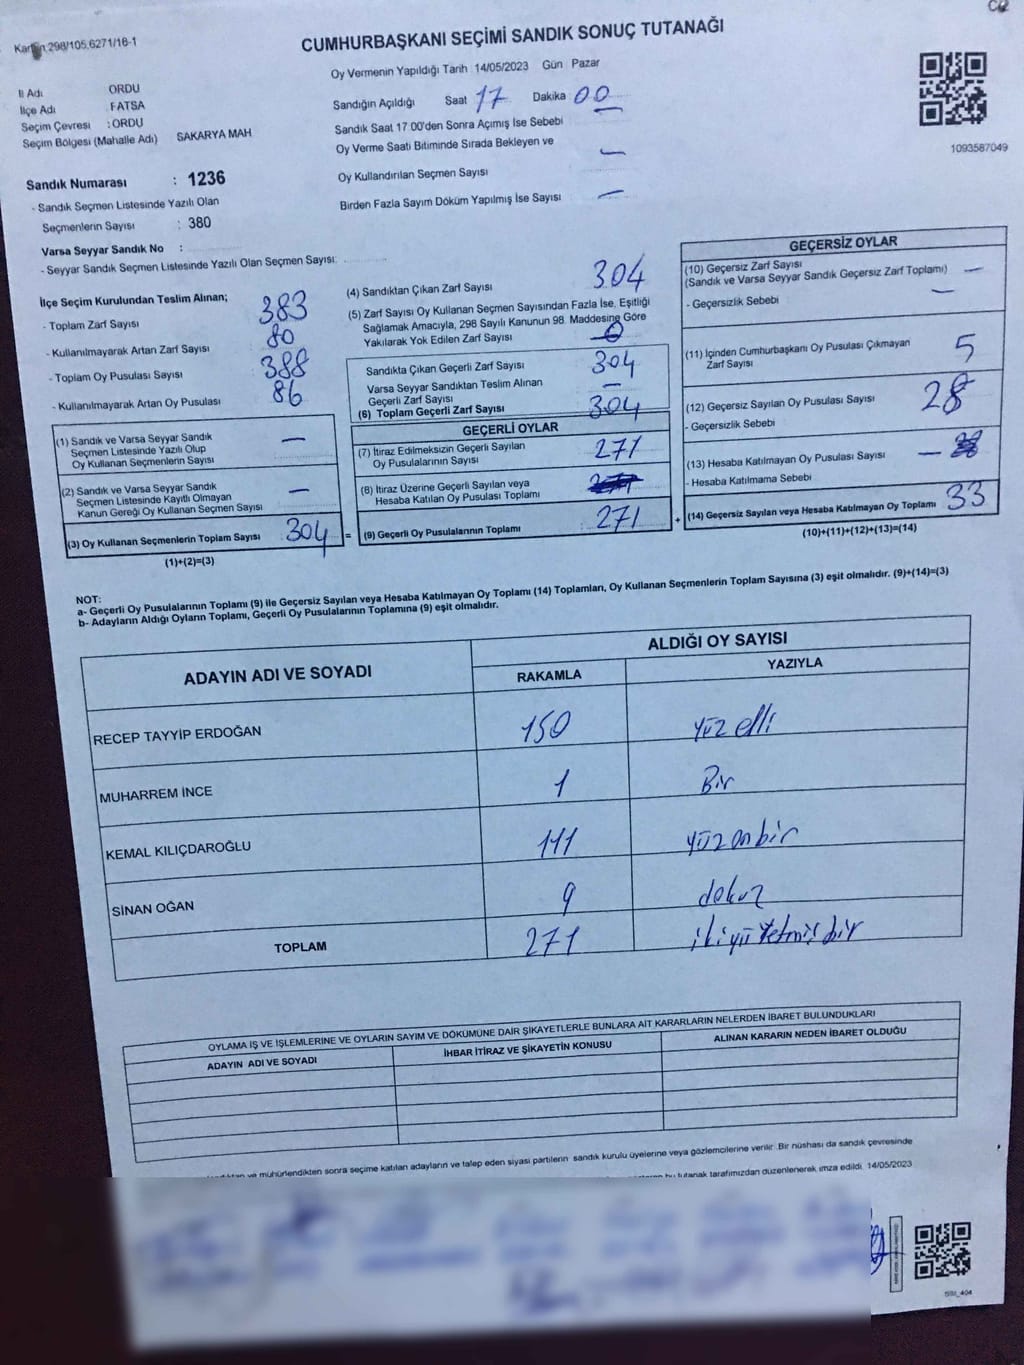 Kanun 298/105,6271/16-1
CUMHURBAŞKANI SEÇİMİ SANDIK SONUÇ TUTANAĞI
Oy Vermenin Yapıldığı Tarih 14/05/2023 Gün Pazar
İl Adı ORDU
İlçe Adı . FATSA
Seçim Çevresi : ORDU
Seçim Bölgesi (Mahalle Adı) SAKARYA MAH
Sandığın Açıldığı Saat 17 Dakika 00
Sandık Saat 17:00'den Sonra Açımış İse Sebebi
Oy Verme Saati Bitiminde Sırada Bekleyen ve
Oy Kullandırılan Seçmen Sayısı —
Birden Fazla Sayım Döküm Yapılmış İse Sayısı —
1093587049
Sandık Numarası : 1236
- Sandık Seçmen Listesinde Yazılı Olan
Seçmenlerin Sayısı : 380
Varsa Seyyar Sandık No :
- Seyyar Sandık Seçmen Listesinde Yazılı Olan Seçmen Sayısı:
İlçe Seçim Kurulundan Teslim Alınan;
- Toplam Zarf Sayısı 383
- Kullanılmayarak Artan Zarf Sayısı 80
- Toplam Oy Pusulası Sayısı 388
- Kullanılmayarak Artan Oy Pusulası 86
(1) Sandık ve Varsa Seyyar Sandık
Seçmen Listesinde Yazılı Olup
Oy Kullanan Seçmenlerin Sayısı —
(2) Sandık ve Varsa Seyyar Sandık
Seçmen Listesinde Kayıtlı Olmayan
Kanun Gereği Oy Kullanan Seçmen Sayısı —
(3) Oy Kullanan Seçmenlerin Toplam Sayısı 304 =
(1)+(2)=(3)
(4) Sandıktan Çıkan Zarf Sayısı 304
(5) Zarf Sayısı Oy Kullanan Seçmen Sayısından Fazla İse, Eşitliği
Sağlamak Amacıyla, 298 Sayılı Kanunun 98. Maddesine Göre
Yakılarak Yok Edilen Zarf Sayısı 0
Sandıkta Çıkan Geçerli Zarf Sayısı 304
Varsa Seyyar Sandıktan Teslim Alınan
Geçerli Zarf Sayısı —
(6) Toplam Geçerli Zarf Sayısı 304
GEÇERLİ OYLAR
(7) İtiraz Edilmeksizin Geçerli Sayılan
Oy Pusulalarının Sayısı 271
(8) İtiraz Üzerine Geçerli Sayılan veya
Hesaba Katılan Oy Pusulası Toplamı
(9) Geçerli Oy Pusulalarının Toplamı 271 +
GEÇERSİZ OYLAR
(10) Geçersiz Zarf Sayısı
(Sandık ve Varsa Seyyar Sandık Geçersiz Zarf Toplamı) —
- Geçersizlik Sebebi —
(11) İçinden Cumhurbaşkanı Oy Pusulası Çıkmayan
Zarf Sayısı 5
(12) Geçersiz Sayılan Oy Pusulası Sayısı 28
- Geçersizlik Sebebi
(13) Hesaba Katılmayan Oy Pusulası Sayısı —
- Hesaba Katılmama Sebebi
(14) Geçersiz Sayılan veya Hesaba Katılmayan Oy Toplamı 33
(10)+(11)+(12)+(13)=(14)
NOT:
a- Geçerli Oy Pusulalarının Toplamı (9) ile Geçersiz Sayılan veya Hesaba Katılmayan Oy Toplamı (14) Toplamları, Oy Kullanan Seçmenlerin Toplam Sayısına (3) eşit olmalıdır. (9)+(14)=(3)
b- Adayların Aldığı Oyların Toplamı, Geçerli Oy Pusulalarının Toplamına (9) eşit olmalıdır.
ADAYIN ADI VE SOYADI ALDIĞI OY SAYISI
RAKAMLA YAZIYLA
RECEP TAYYİP ERDOĞAN 150 Yüz elli
MUHARREM İNCE 1 Bir
KEMAL KILIÇDAROĞLU 111 yüz onbir
SİNAN OĞAN 9 dokuz
TOPLAM 271 ikiyüzYetmişbir
OYLAMA İŞ VE İŞLEMLERİNE VE OYLARIN SAYIM VE DÖKÜMÜNE DAİR ŞİKAYETLERLE BUNLARA AİT KARARLARIN NELERDEN İBARET BULUNDUKLARI
ADAYIN ADI VE SOYADI İHBAR İTİRAZ VE ŞİKAYETİN KONUSU ALINAN KARARIN NEDEN İBARET OLDUĞU
ve mühürlendikten sonra seçime katılan adayların ve talep eden siyasi partilerin sandık kurulu üyelerine veya gözlemcilerine verilir. Bir nüshası da sandık çevresinde
bu tutanak tarafımızdan düzenlenerek imza edildi. 14/05/2023